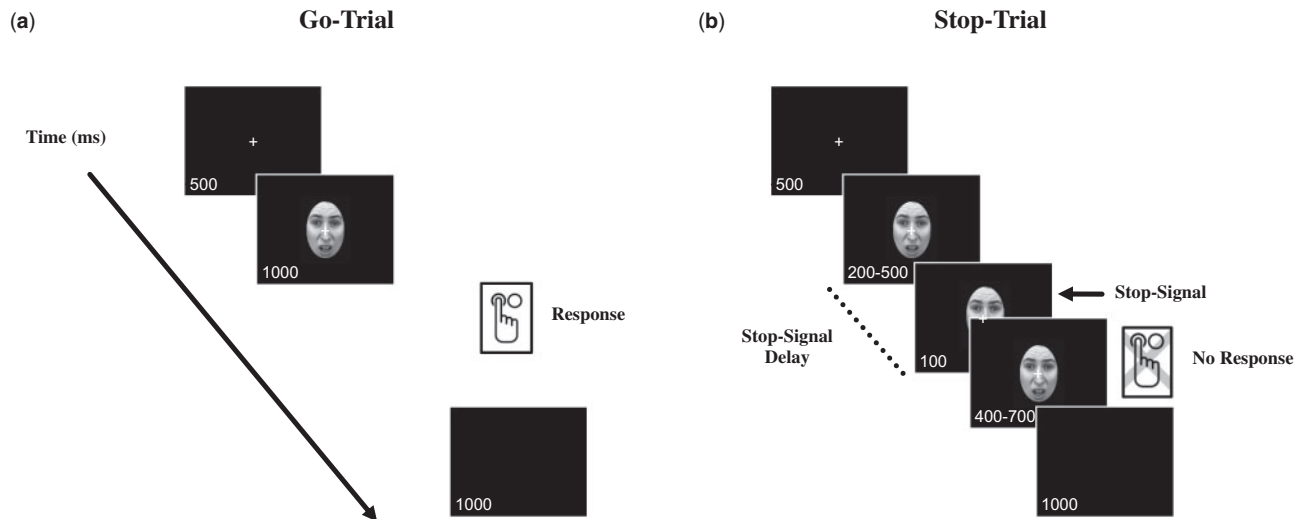 (a)
Go-Trial
Time (ms)
500
1000
Response
1000
(b)
Stop-Trial
500
200-500
Stop-Signal
Stop-Signal
Delay
100
No Response
400-700
1000